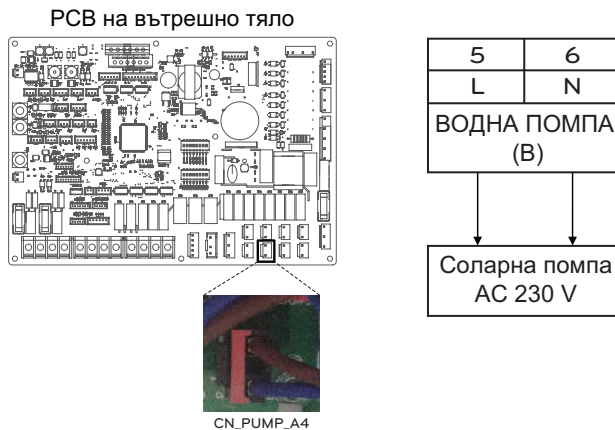 PCB на вътрешно тяло
CN_PUMP_A4
5 6
L N
ВОДНА ПОМПА
(B)
Соларна помпа
AC 230 V